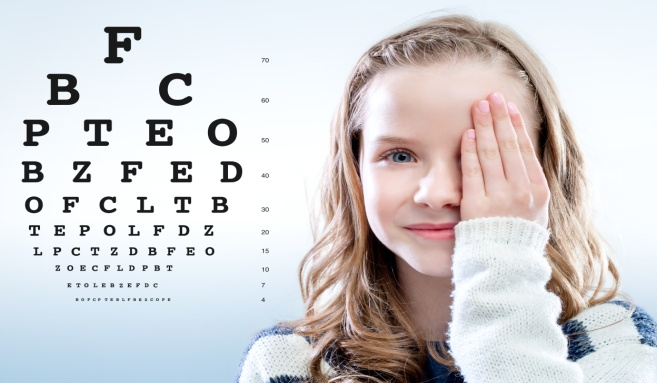 F 70
B C 60
P T E O 50
B Z F E D 40
O F C L T B 30
T E P O L F D Z 20
L P C T Z D B F E O 15
Z O E C F L D P B T 10
E T O L E B Z E F D C 7
4